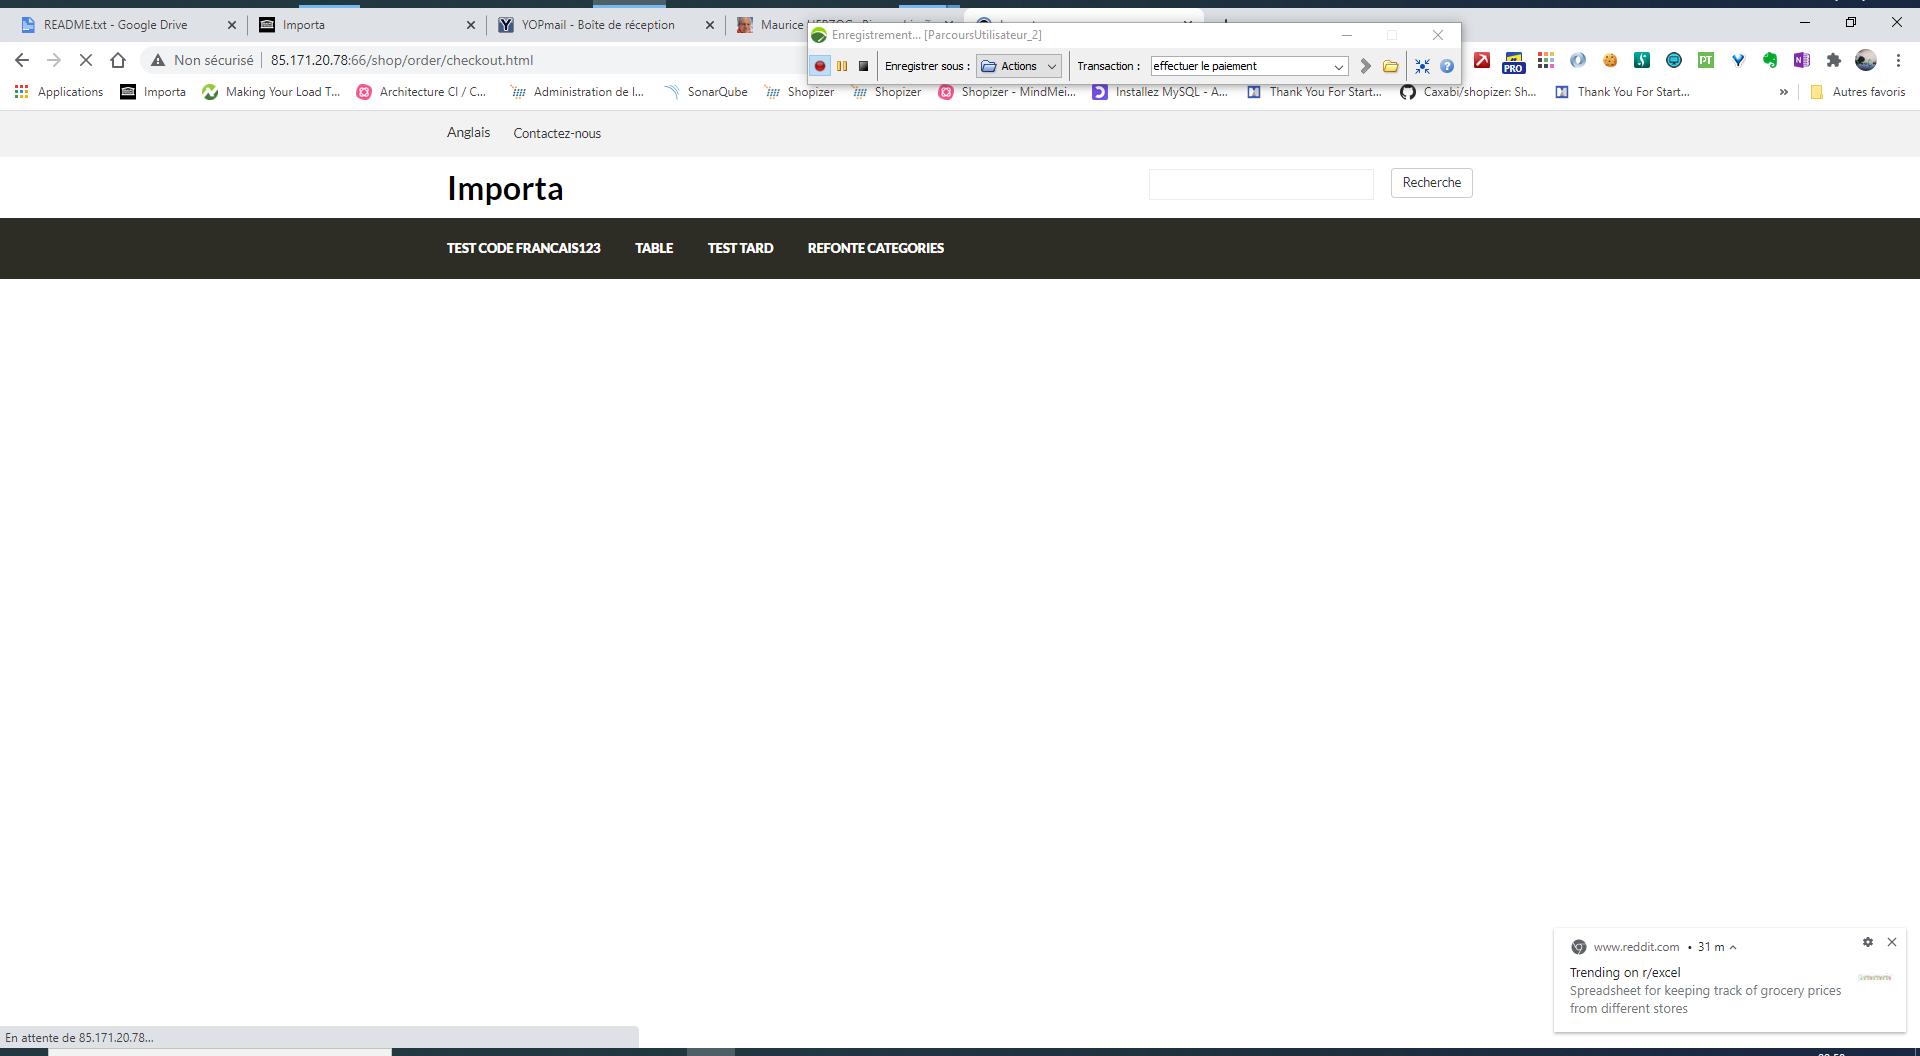 README.txt - Google Drive
Importa
YOPmail - Boîte de réception
Maurice
Enregistrement... [ParcoursUtilisateur_2]
Non sécurisé
85.171.20.78:66/shop/order/checkout.html
Enregistrer sous :
Actions
Transaction :
effectuer le paiement
PRO
PT
Applications
Importa
Making Your Load T...
Architecture CI / C...
Administration de l...
SonarQube
Shopizer
Shopizer
Shopizer - MindMei...
Installez MySQL - A...
Thank You For Start...
Caxabi/shopizer: Sh...
Thank You For Start...
Autres favoris
Anglais
Contactez-nous
Importa
Recherche
TEST CODE FRANCAIS123
TABLE
TEST TARD
REFONTE CATEGORIES
www.reddit.com • 31 m
Trending on r/excel
Spreadsheet for keeping track of grocery prices
from different stores
En attente de 85.171.20.78...